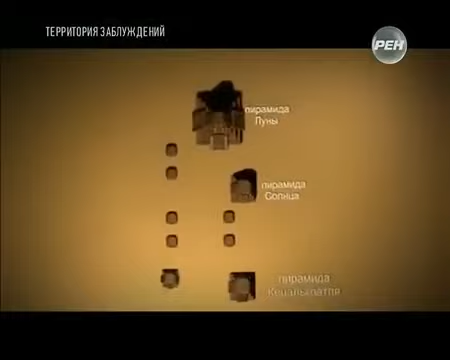 ТЕРРИТОРИЯ ЗАБЛУЖДЕНИЙ
РЕН
пирамида
Луны
пирамида
Солнца
пирамида